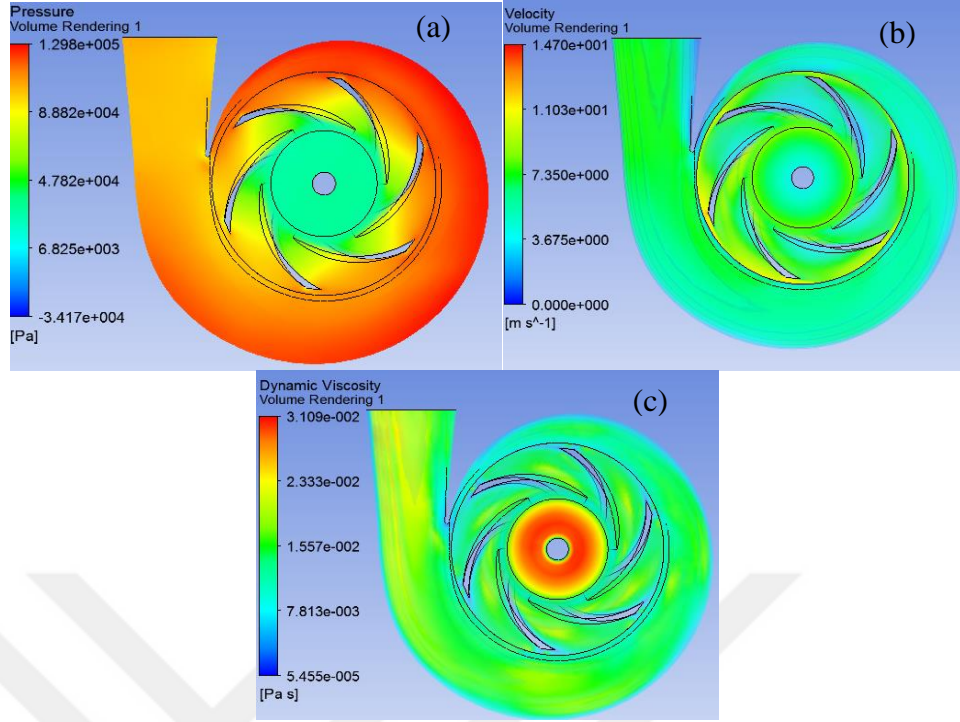 Pressure
Volume Rendering 1
(a)
1.298e+005
8.882e+004
4.782e+004
6.825e+003
-3.417e+004
[Pa]
Velocity
Volume Rendering 1
(b)
1.470e+001
1.103e+001
7.350e+000
3.675e+000
0.000e+000
[m s^-1]
Dynamic Viscosity
Volume Rendering 1
(c)
3.109e-002
2.333e-002
1.557e-002
7.813e-003
5.455e-005
[Pa s]